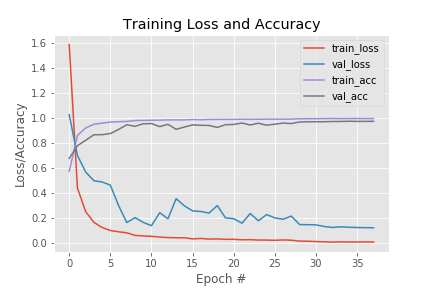 Training Loss and Accuracy
1.6
1.4
1.2
1.0
0.8
0.6
0.4
0.2
0.0
Loss/Accuracy
train_loss
val_loss
train_acc
val_acc
0 5 10 15 20 25 30 35
Epoch #